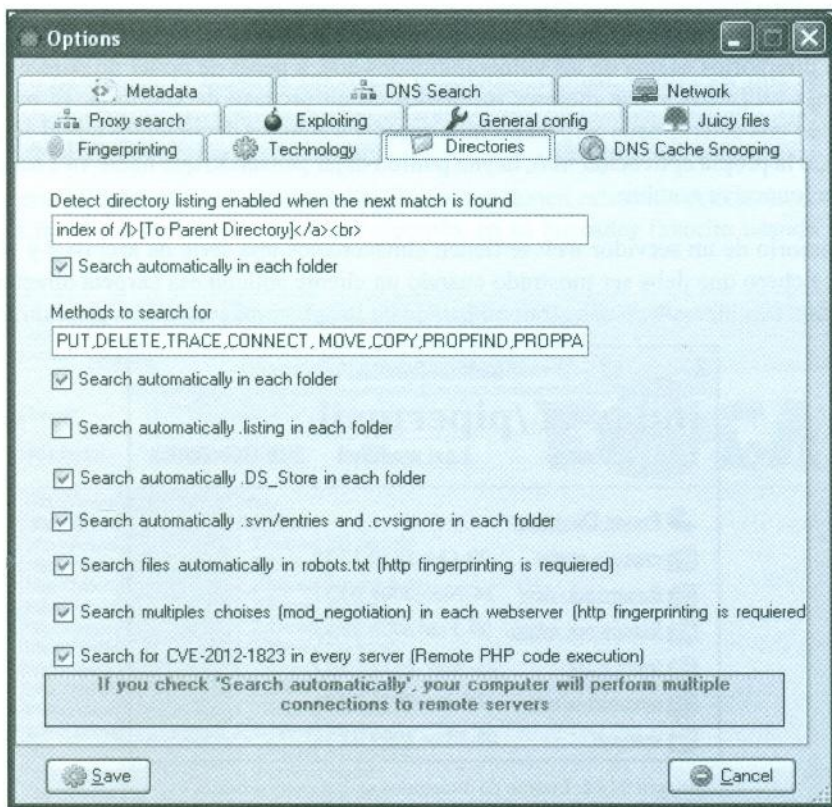 Options
Metadata
DNS Search
Network
Proxy search
Exploiting
General config
Juicy files
Fingerprinting
Technology
Directories
DNS Cache Snooping
Detect directory listing enabled when the next match is found
index of /|>[To Parent Directory]</a><br>
Search automatically in each folder
Methods to search for
PUT,DELETE,TRACE,CONNECT, MOVE,COPY,PROPFIND,PROPPA
Search automatically in each folder
Search automatically .listing in each folder
Search automatically .DS_Store in each folder
Search automatically .svn/entries and .cvsignore in each folder
Search files automatically in robots.txt (http fingerprinting is requiered)
Search multiples choises (mod_negotiation) in each webserver (http fingerprinting is requiered
Search for CVE-2012-1823 in every server (Remote PHP code execution)
If you check 'Search automatically', your computer will perform multiple
connections to remote servers
Save
Cancel